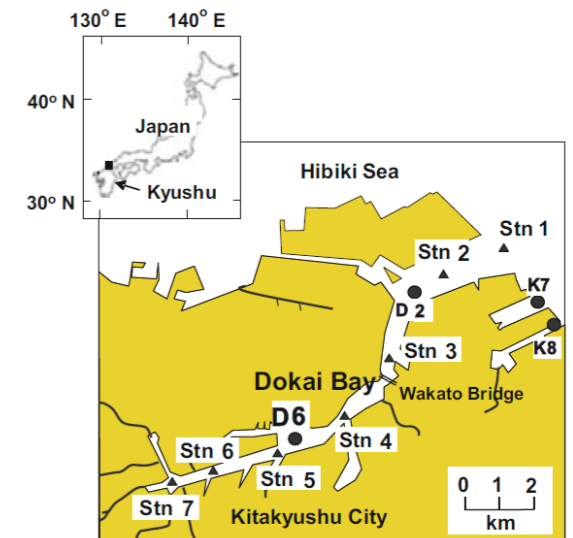 130° E
140° E
40° N
Japan
Kyushu
30° N
Hibiki Sea
Stn 1
Stn 2
K7
D 2
K8
Stn 3
Dokai Bay
Wakato Bridge
D6
Stn 4
Stn 6
Stn 5
Stn 7
Kitakyushu City
0 1 2
km